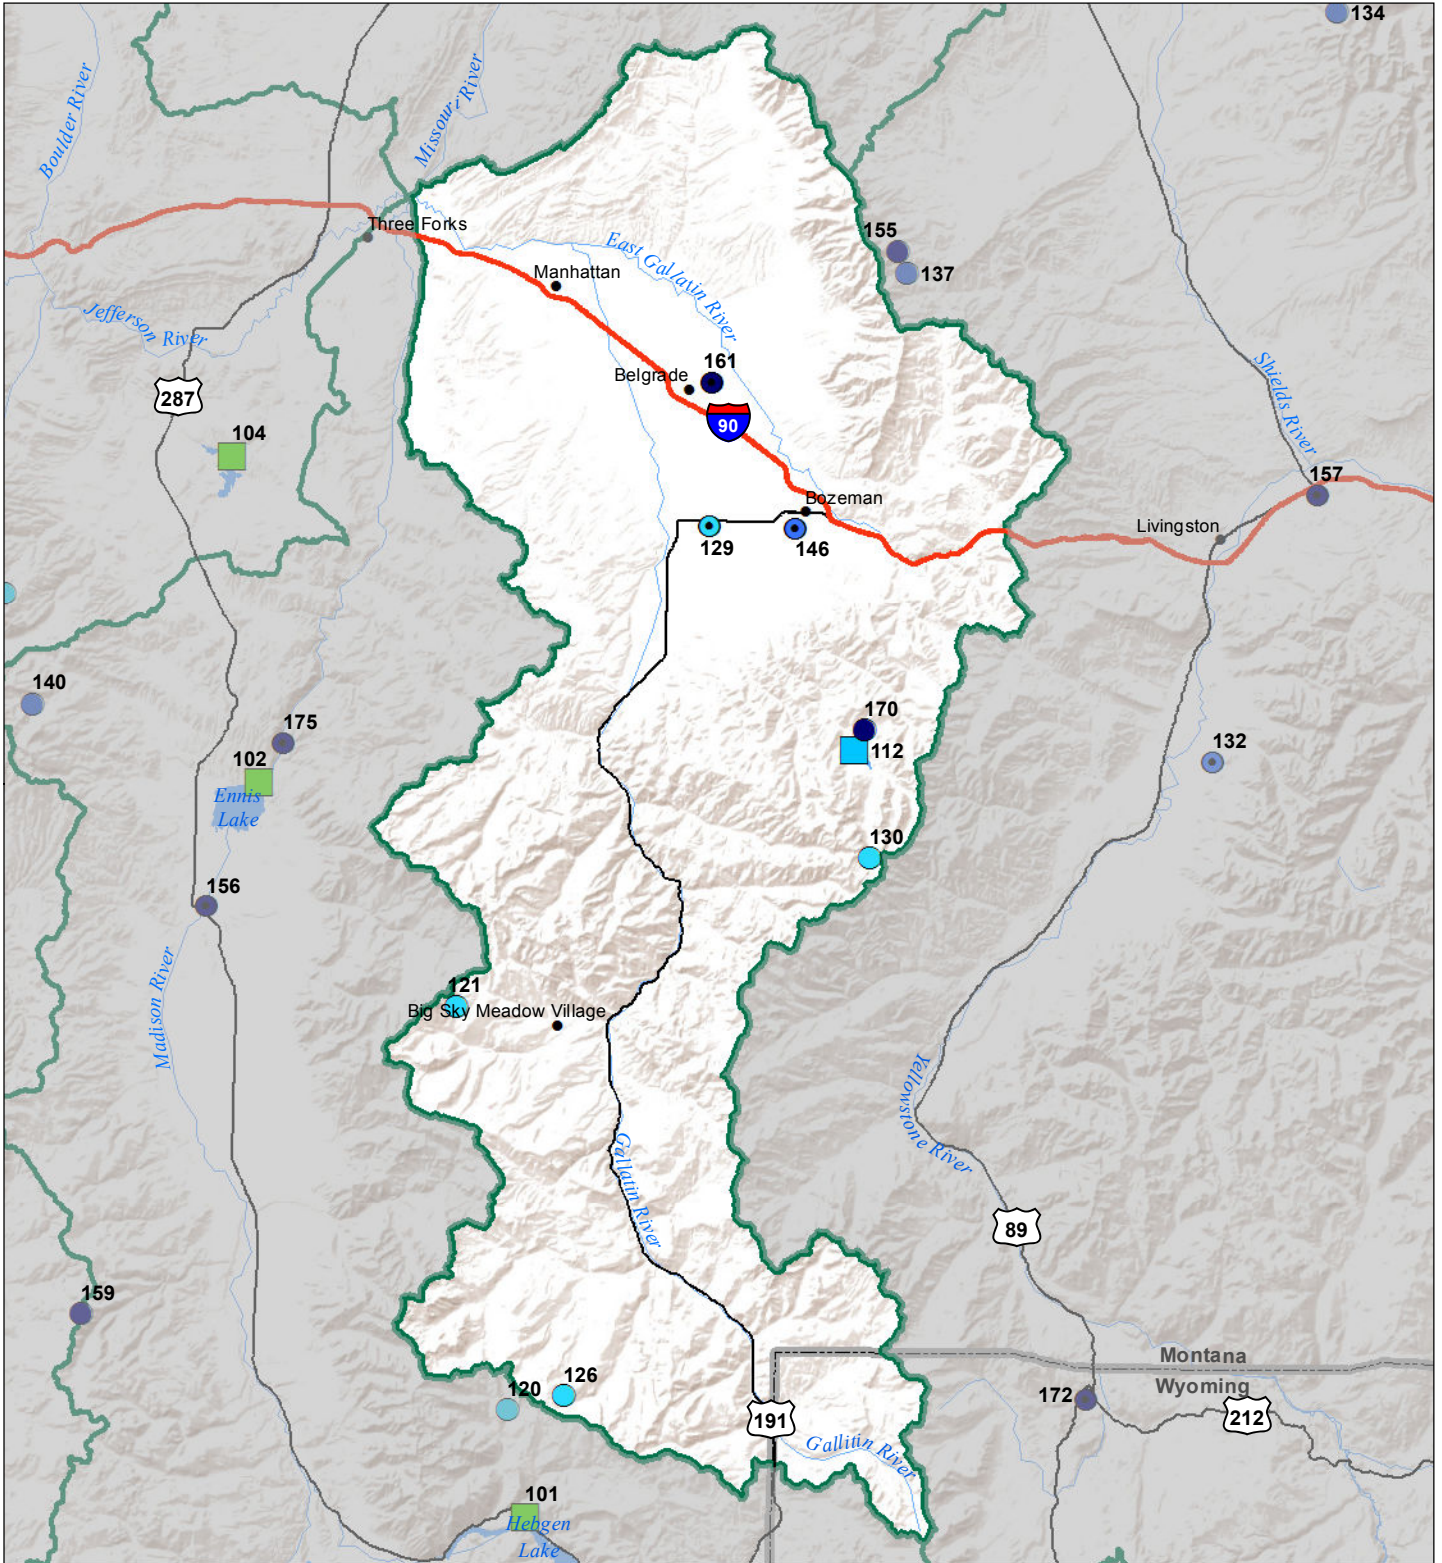 134
Boulder River
Missouri River
Three Forks
155
137
East Gallatin River
Manhattan
Jefferson River
161
Belgrade
287
90
Shields River
104
157
Bozeman
Livingston
129
146
140
170
175
112
132
102
Ennis
Lake
130
156
121
Big Sky Meadow Village
Madison River
Yellowstone River
Gallatin River
89
159
Montana
Wyoming
126
120
172
191
212
Gallitin River
101
Hebgen
Lake